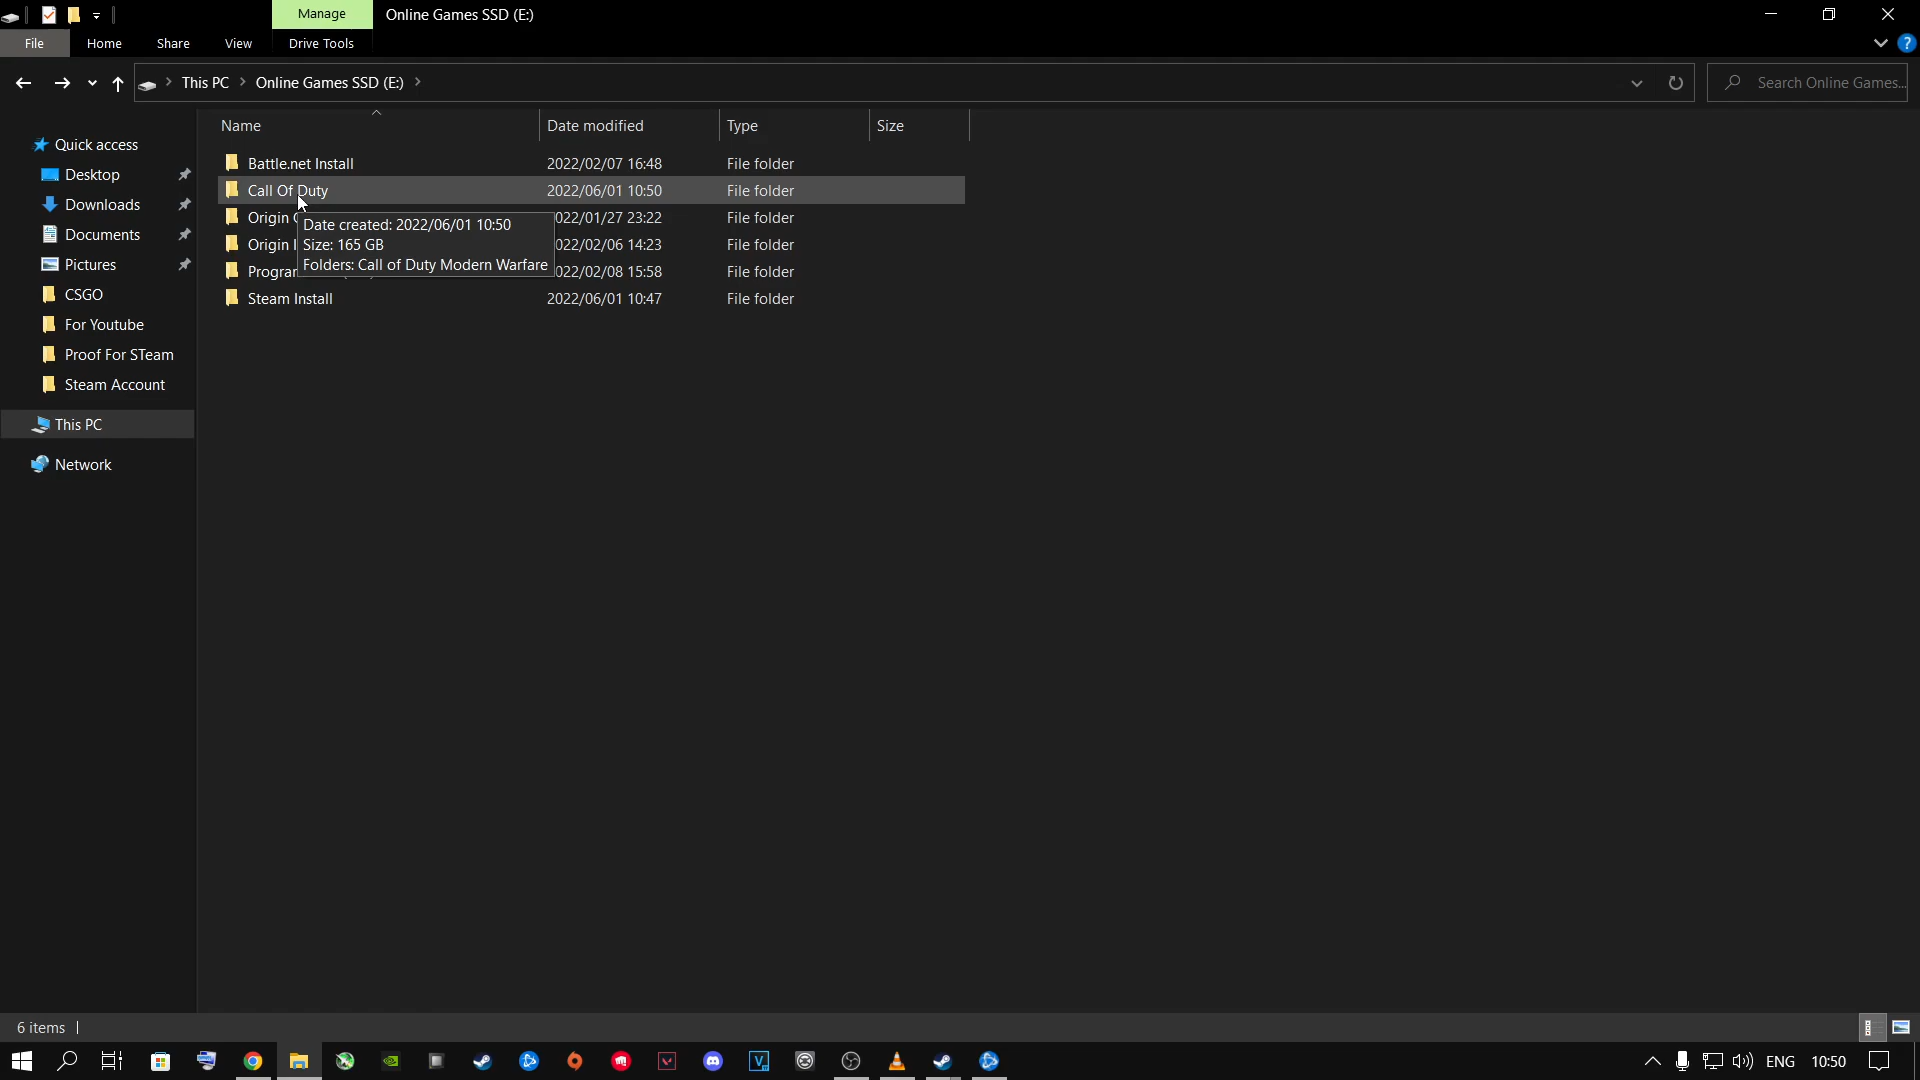 Manage
Online Games SSD (E:)
File
Home
Share
View
Drive Tools
This PC
Online Games SSD (E:)
Search Online Games...
Name
Date modified
Type
Size
Quick access
Desktop
Downloads
Documents
Pictures
CSGO
For Youtube
Proof For STeam
Steam Account
This PC
Network
Battle.net Install 2022/02/07 16:48 File folder
Call Of Duty 2022/06/01 10:50 File folder
Origin 022/01/27 23:22 File folder
Origin 022/02/06 14:23 File folder
Progra 022/02/08 15:58 File folder
Steam Install 2022/06/01 10:47 File folder
Date created: 2022/06/01 10:50
Size: 165 GB
Folders: Call of Duty Modern Warfare
6 items
ENG
10:50